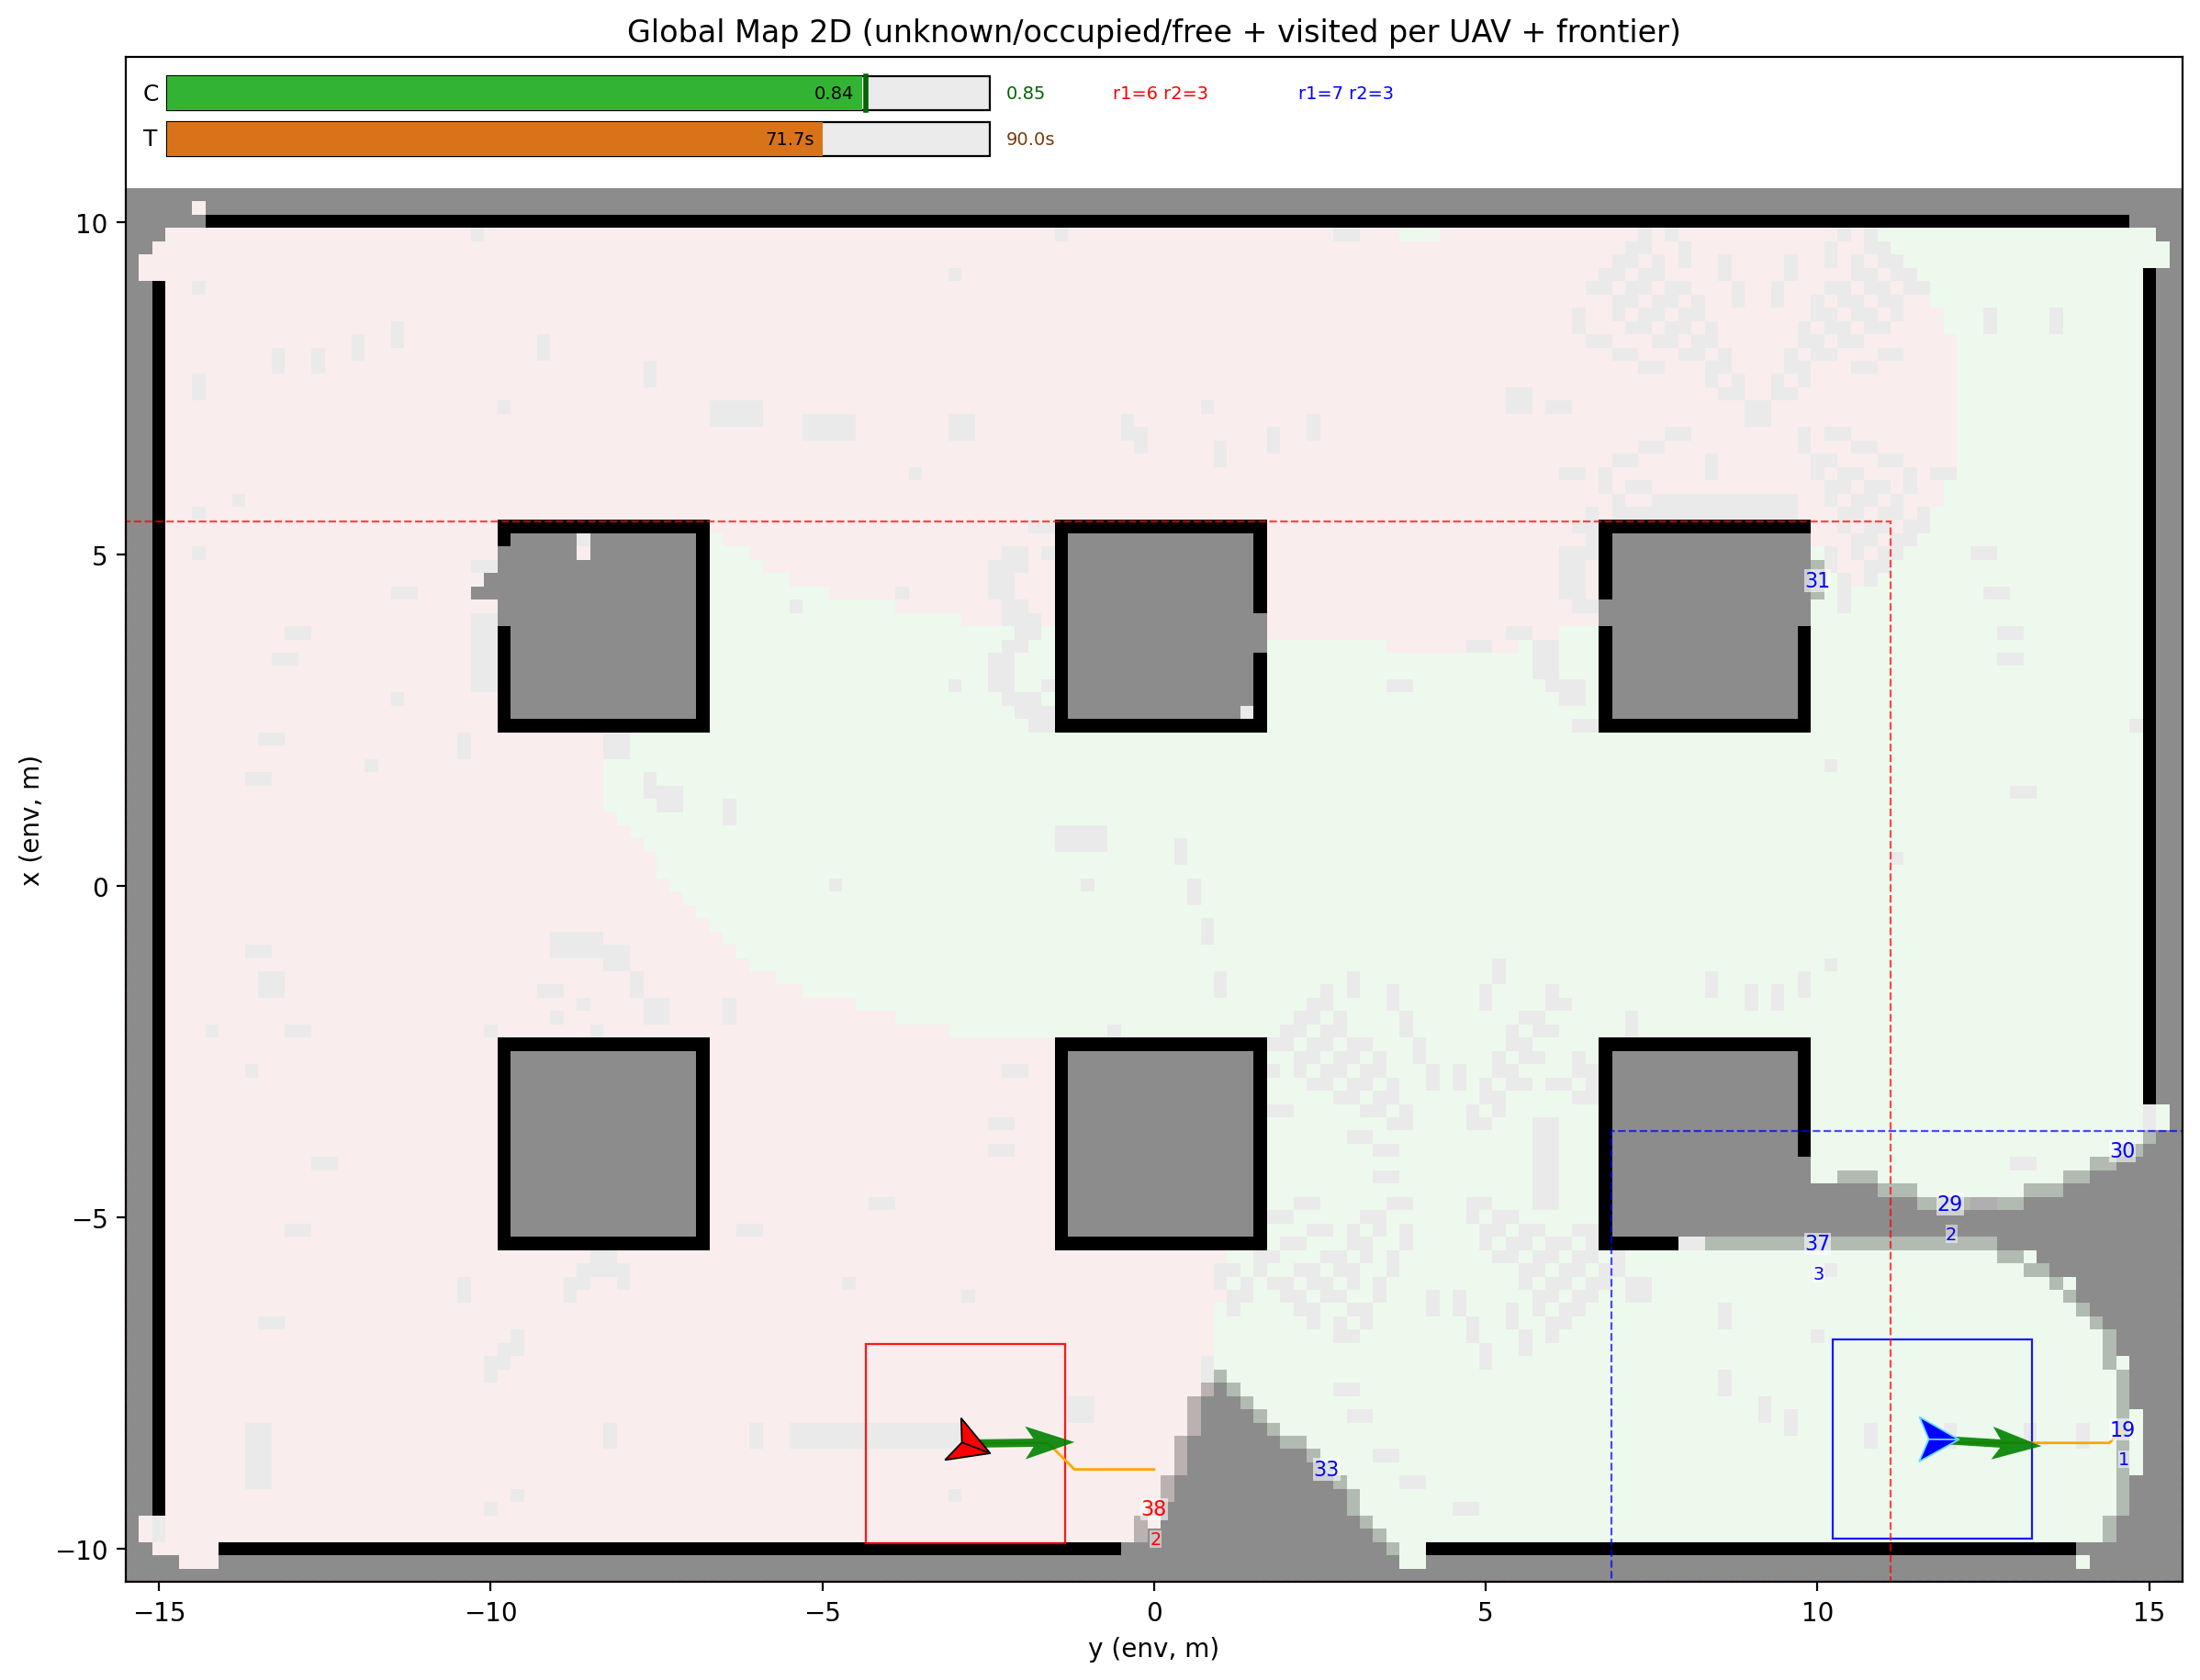 Global Map 2D (unknown/occupied/free + visited per UAV + frontier)
C 0.84 0.85 r1=6 r2=3 r1=7 r2=3
T 71.7s 90.0s
10
5
0
−5
−10
x (env, m)
31
30
29
2
37
3
19
1
33
38
2
−15 −10 −5 0 5 10 15
y (env, m)